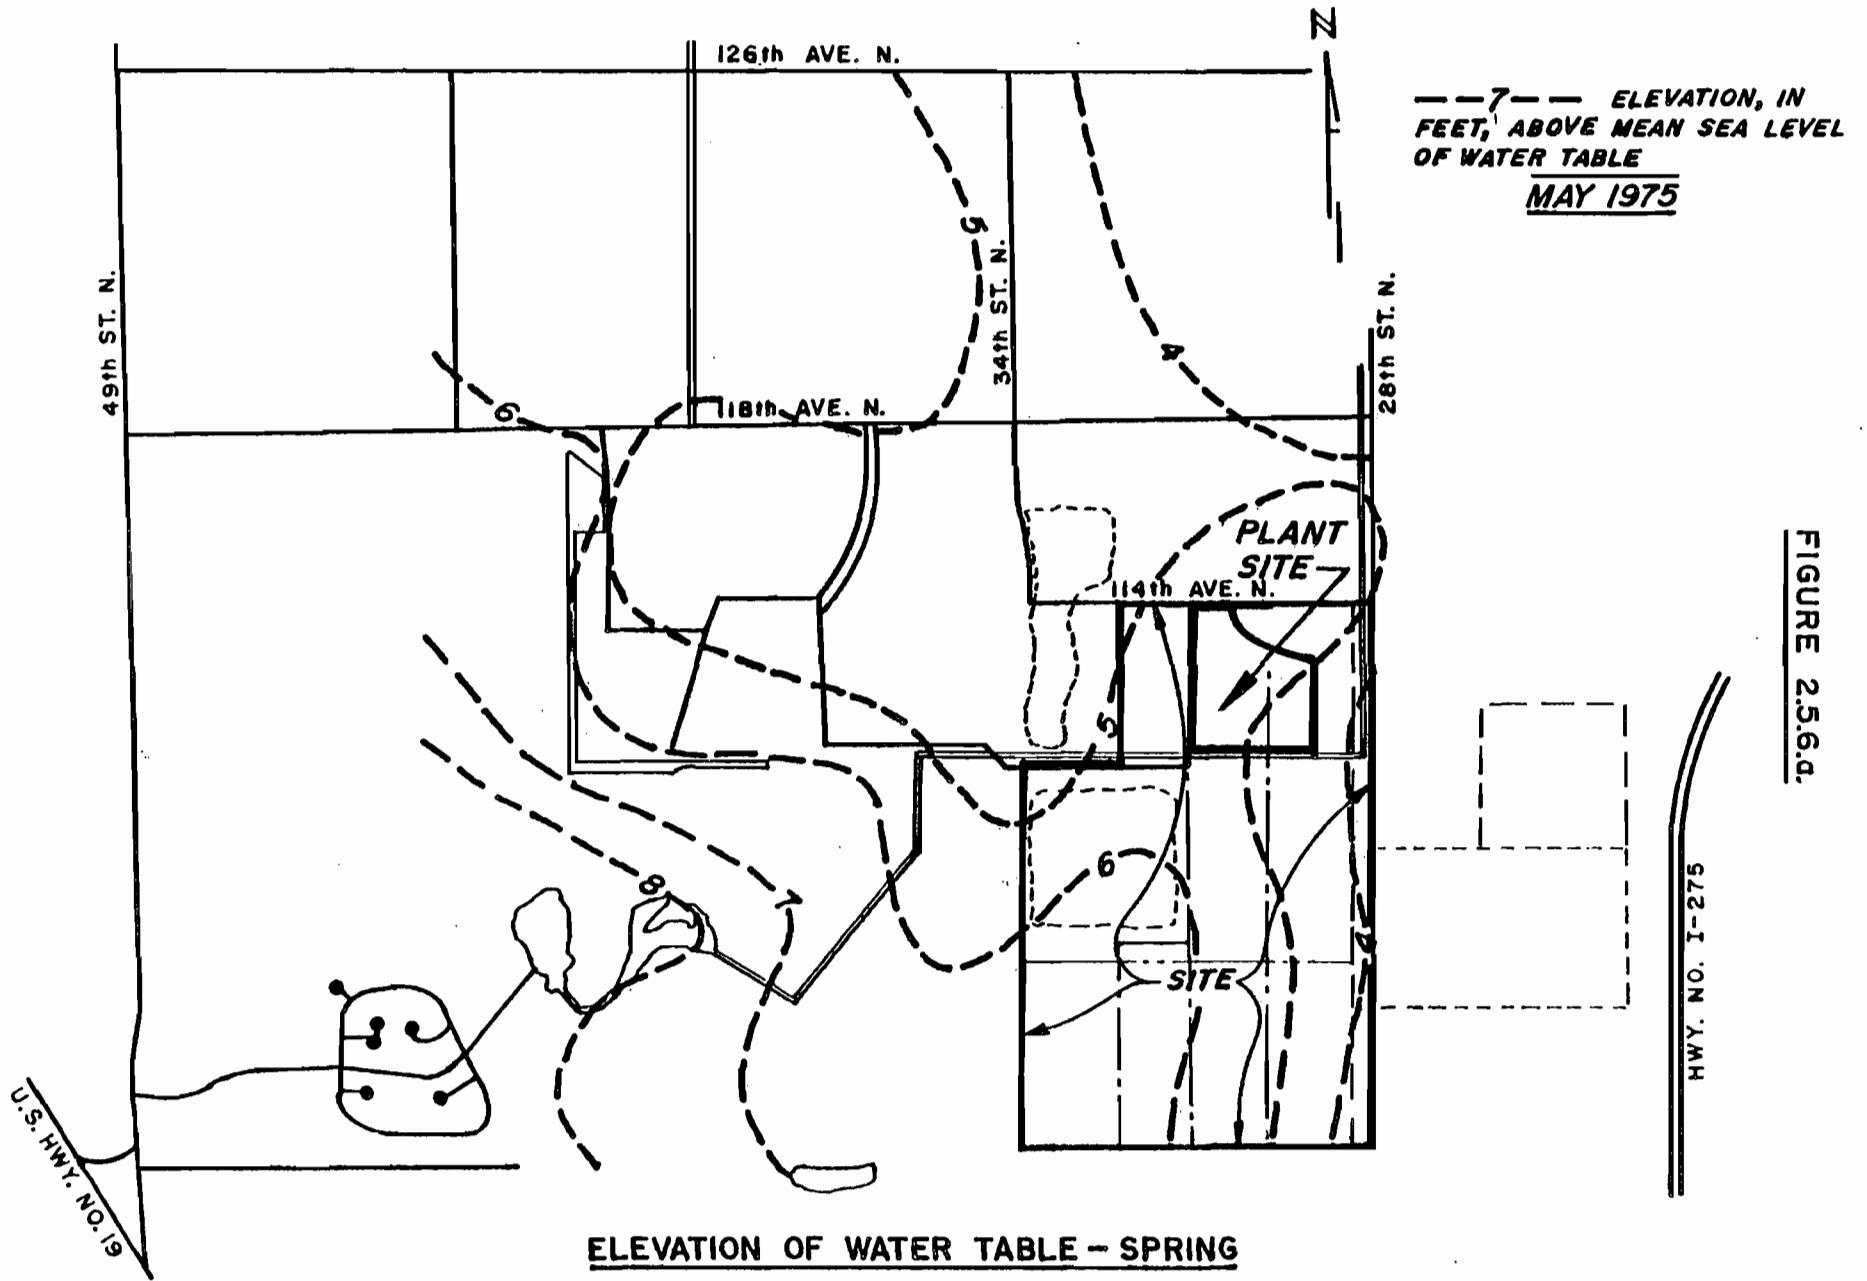 126th AVE. N.
N
— — 7 — — ELEVATION, IN
FEET, ABOVE MEAN SEA LEVEL
OF WATER TABLE
MAY 1975
5
34th ST. N.
49th ST. N.
28th ST. N.
4
6
118th AVE. N.
PLANT
SITE
114th AVE. N.
FIGURE 2.5.6.a.
5
6
8
7
4
SITE
HWY. NO. I-275
U.S. HWY. NO. 19
ELEVATION OF WATER TABLE - SPRING